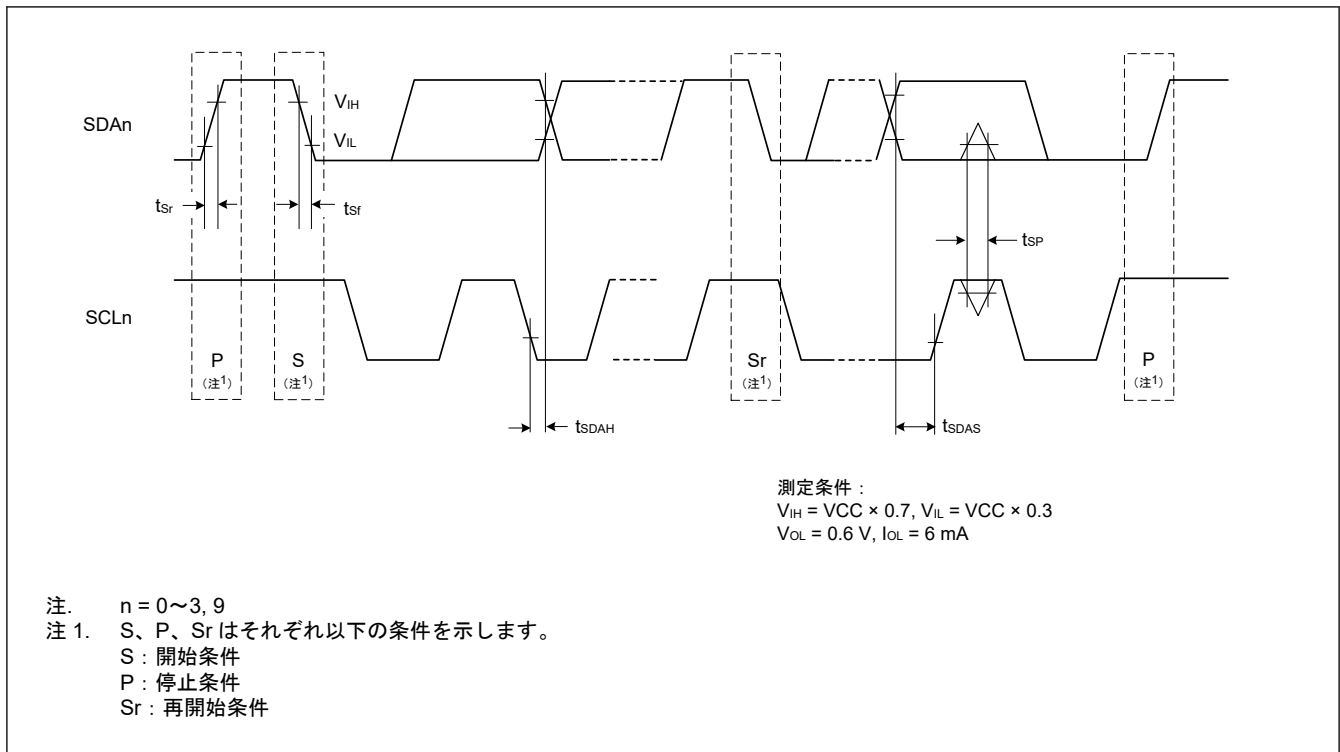 SDAn
VIH
VIL
tSr
tSf
tSP
SCLn
P
(注1)
S
(注1)
Sr
(注1)
P
(注1)
tSDAH
tSDAS
測定条件：
VIH = VCC × 0.7, VIL = VCC × 0.3
VOL = 0.6 V, IOL = 6 mA
注. n = 0～3, 9
注 1. S、P、Sr はそれぞれ以下の条件を示します。
S：開始条件
P：停止条件
Sr：再開始条件